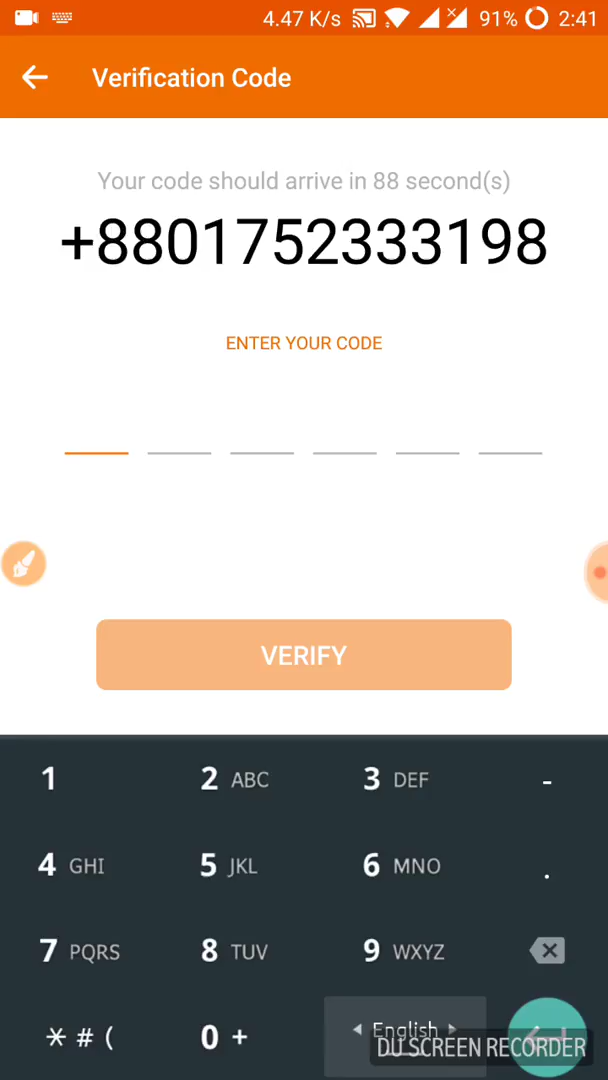 4.47 K/s 91% 2:41
Verification Code
Your code should arrive in 88 second(s)
+8801752333198
ENTER YOUR CODE
VERIFY
1 2 ABC 3 DEF -
4 GHI 5 JKL 6 MNO .
7 PQRS 8 TUV 9 WXYZ
* # ( 0 + English
DU SCREEN RECORDER